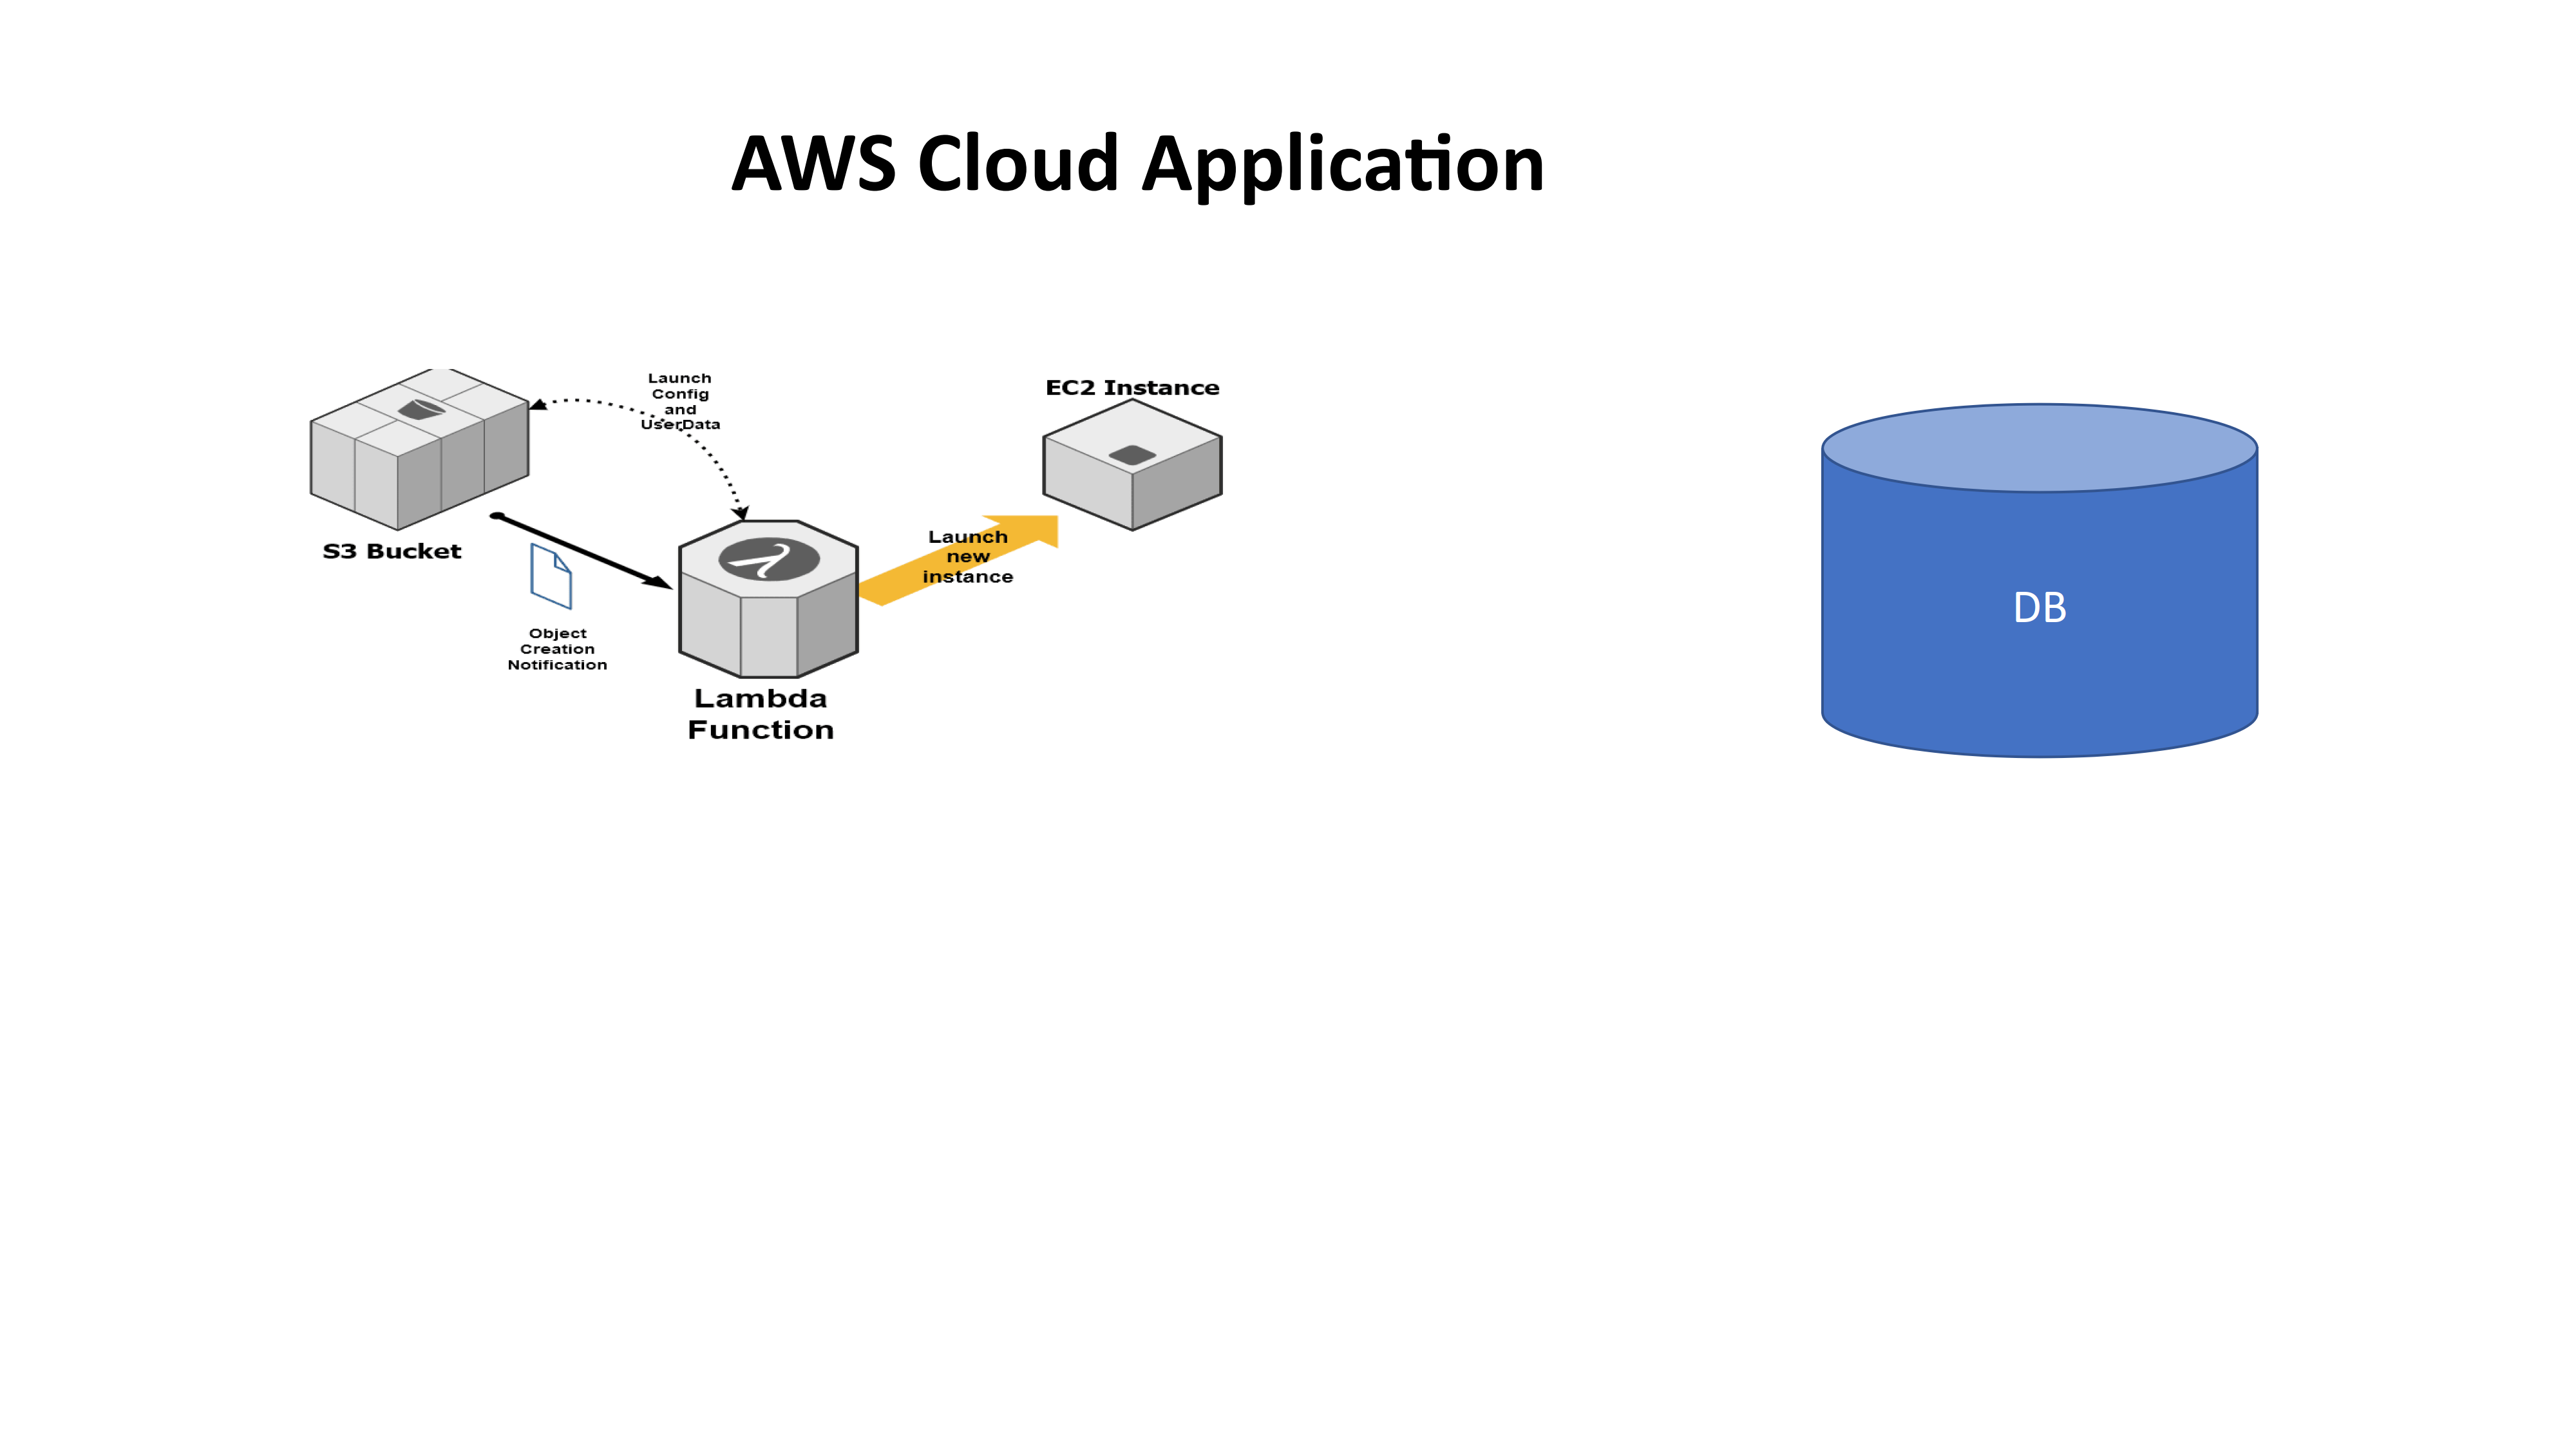 AWS Cloud Application
Launch
Config
and
UserData
EC2 Instance
S3 Bucket
Launch
new
instance
Object
Creation
Notification
Lambda
Function
DB